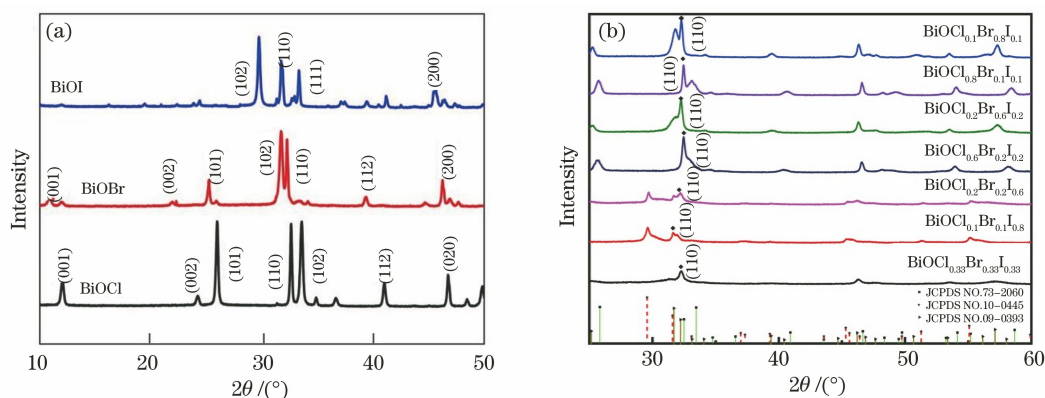 (a)
(110)
(102)
(111)
(200)
BiOI
Intensity
(102)
(101)
(110)
(200)
(001)
(002)
(112)
BiOBr
(101)
(110)
(102)
(020)
(001)
(002)
(112)
BiOCl
10 20 30 40 50
2θ /(°)
(b)
BiOCl0.1Br0.8I0.1
(110)
BiOCl0.8Br0.1I0.1
(110)
BiOCl0.2Br0.6I0.2
(110)
BiOCl0.6Br0.2I0.2
(110)
BiOCl0.2Br0.2I0.6
(110)
BiOCl0.1Br0.1I0.8
(110)
BiOCl0.33Br0.33I0.33
(110)
JCPDS NO.73-2060
JCPDS NO.10-0445
JCPDS NO.09-0393
Intensity
30 40 50 60
2θ /(°)